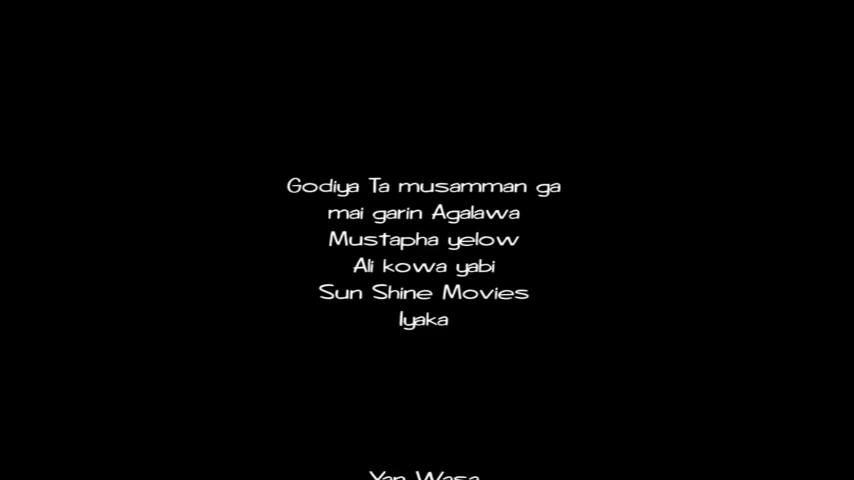 Godiya Ta musamman ga
mai garin Agalawa
Mustapha yelow
Ali kowa yabi
Sun Shine Movies
Iyaka
Yan Wasa